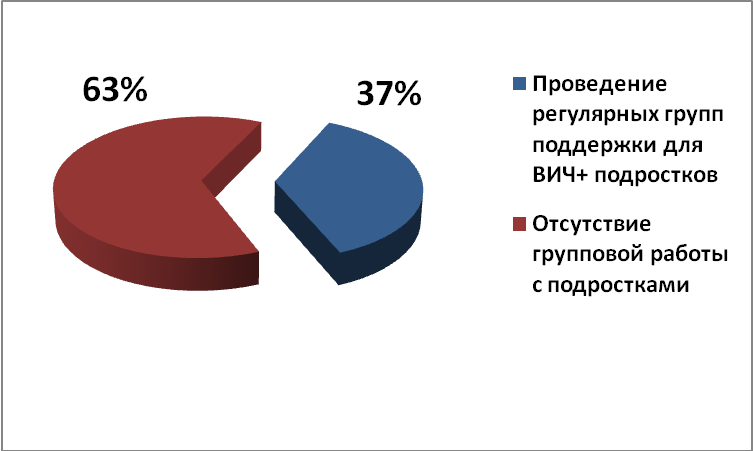 63%
37%
Проведение
регулярных групп
поддержки для
ВИЧ+ подростков
Отсутствие
групповой работы
с подростками